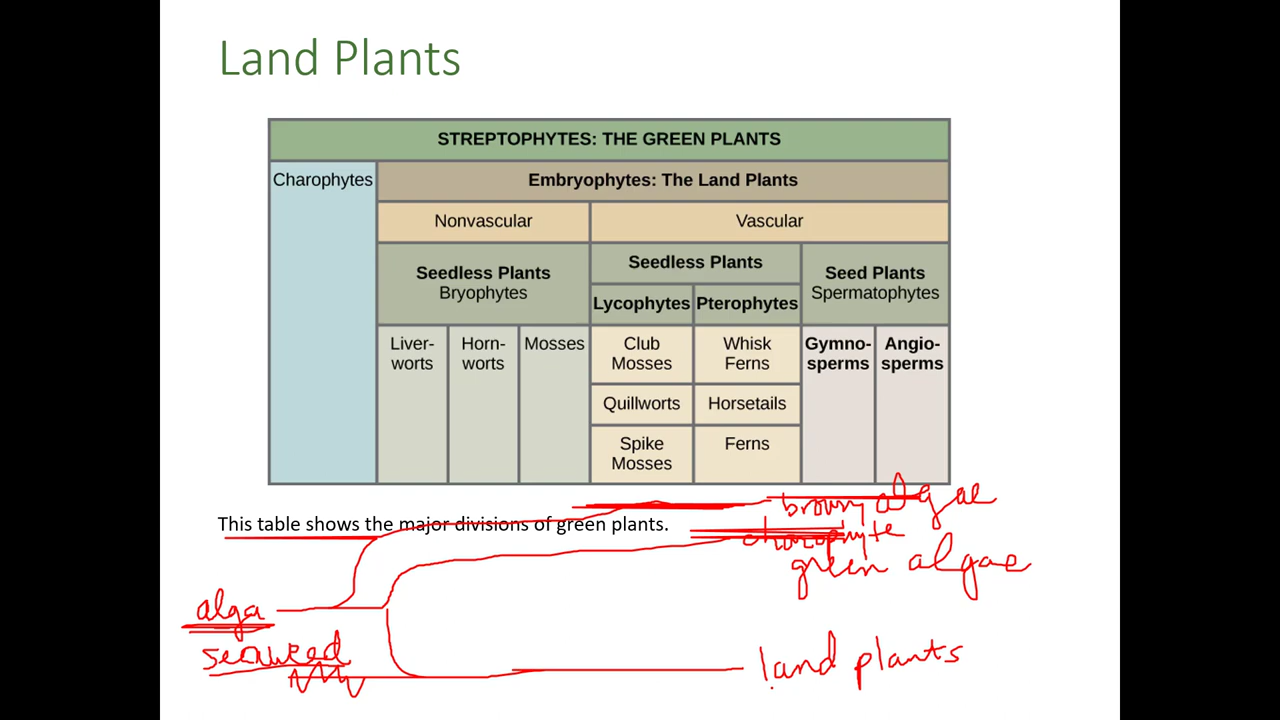 Land Plants
STREPTOPHYTES: THE GREEN PLANTS
Charophytes
Embryophytes: The Land Plants
Nonvascular
Vascular
Seedless Plants
Bryophytes
Seedless Plants
Lycophytes
Pterophytes
Seed Plants
Spermatophytes
Liver-
worts
Horn-
worts
Mosses
Club
Mosses
Quillworts
Spike
Mosses
Whisk
Ferns
Horsetails
Ferns
Gymno-
sperms
Angio-
sperms
This table shows the major divisions of green plants.
brown algae
charophyte
green algae
alga
seaweed
land plants